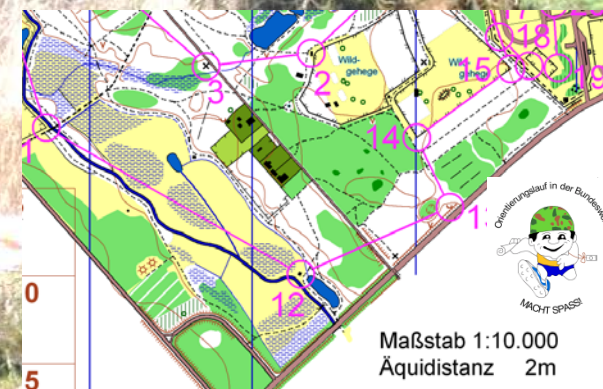 17
18
15
19
3
2
Wild-
gehege
Wild-
gehege
14
1
12
0
5
Orientierungslauf in der Bundeswehr
MACHT SPASS!
Maßstab 1:10.000
Äquidistanz 2m